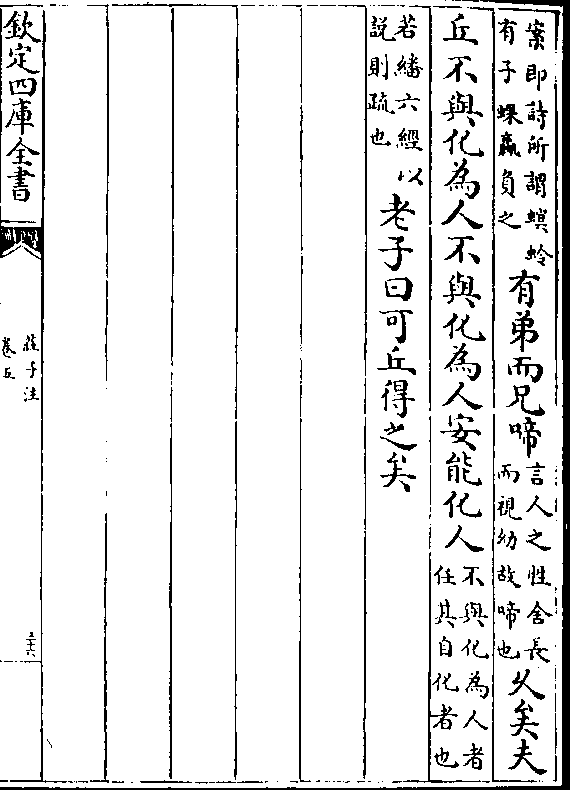 案即詩所謂螟蛉
有子蜾蠃負之
有弟而兄啼
言人之性舍長
而視幼故啼也
久矣夫
丘不與化為人不與化為人安能化人
不與化為人者
任其自化者也
若繙六經以
說則疏也
老子曰可丘得之矣
欽定四庫全書
莊子注
卷五
三十六